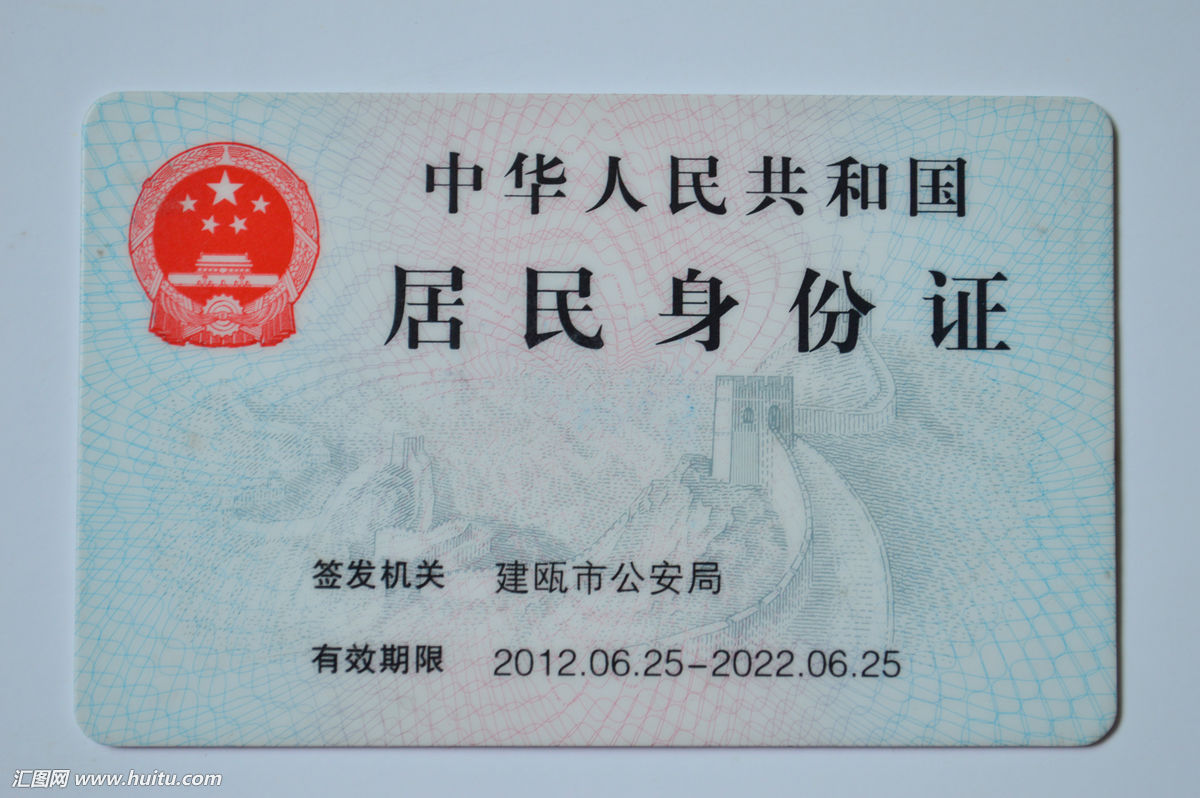 中华人民共和国
居民身份证
签发机关 建瓯市公安局
有效期限 2012.06.25-2022.06.25
汇图网 www.huitu.com